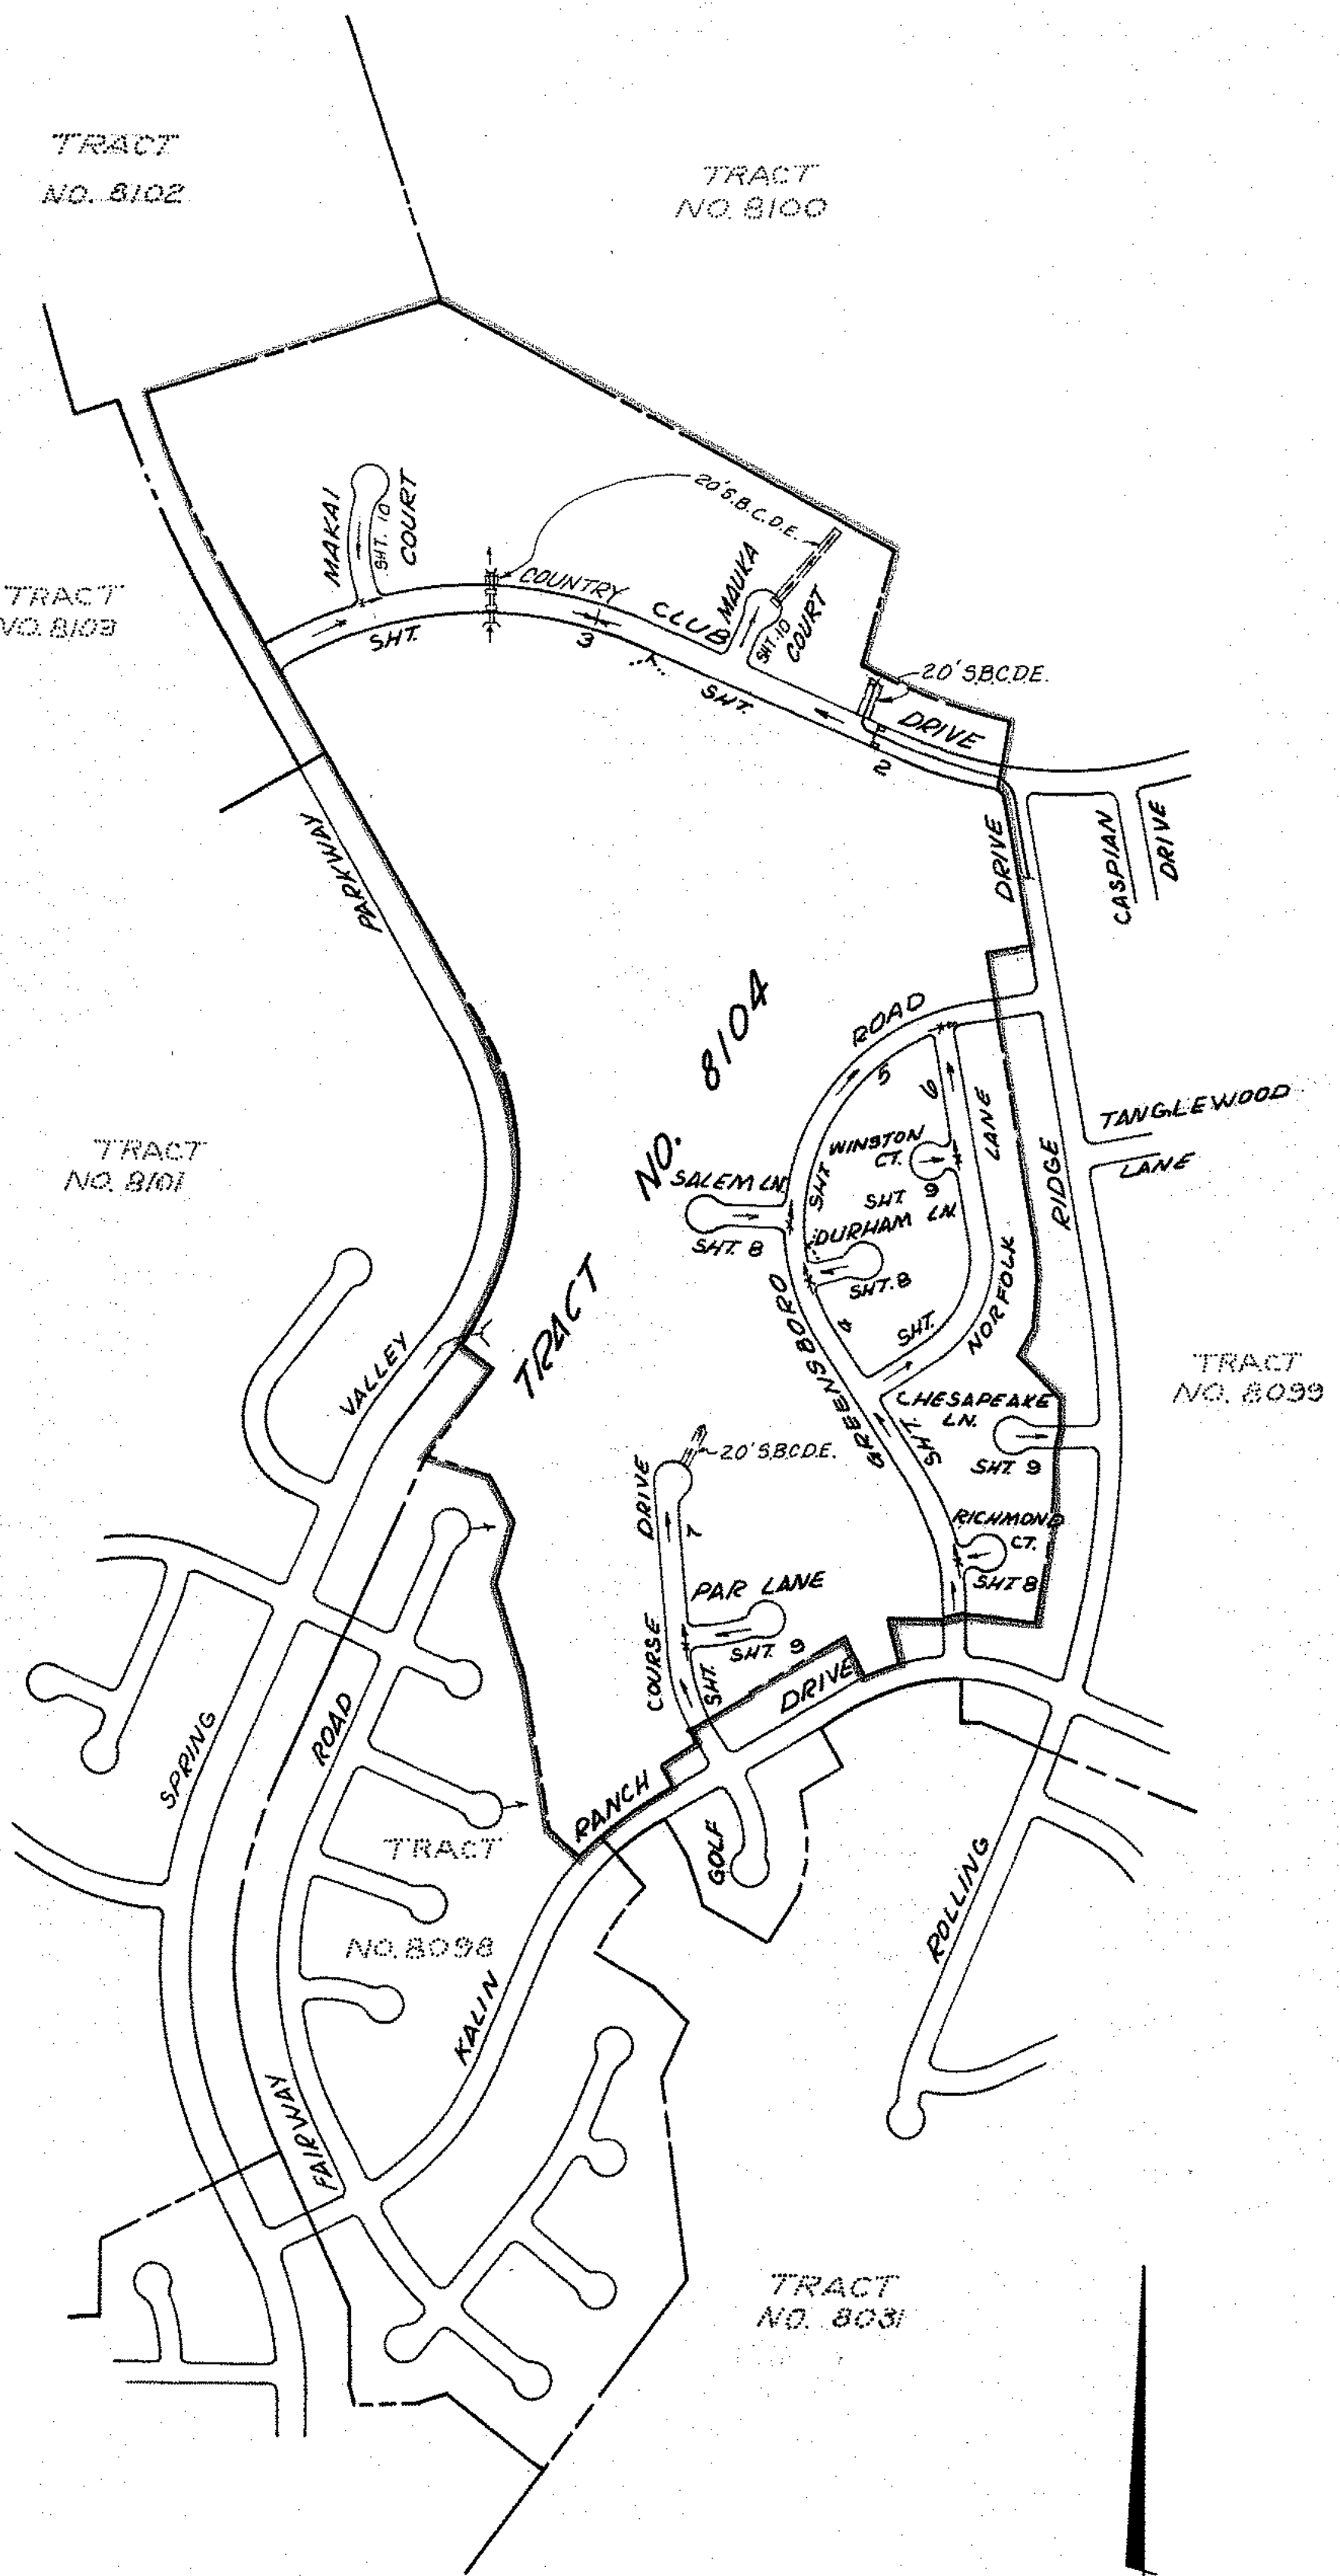 TRACT
NO. 8102
TRACT
NO. 8100
MAKAI
SHT. 10
COURT
20' S.B.C.D.E.
TRACT
NO. 8103
COUNTRY
CLUB
MAUKA
SHT. 10
COURT
SHT.
3
20' S.B.C.D.E.
SHT.
2
DRIVE
PARKWAY
DRIVE
CASPIAN
DRIVE
TRACT NO. 8104
ROAD
5
6
LANE
TANGLEWOOD
LANE
TRACT
NO. 8101
SALEM LN.
SHT. 8
SHT
WINSTON
CT.
SHT. 9
DURHAM LN.
SHT. 8
RIDGE
GREENSBORO
4
SHT.
NORFOLK
VALLEY
TRACT
NO. 8099
CHESAPEAKE
LN.
SHT. 9
SHT.
20' S.B.C.D.E.
DRIVE
7
RICHMOND
CT.
SHT 8
PAR LANE
SHT. 9
COURSE
SHT.
DRIVE
SPRING
ROAD
RANCH
TRACT
NO. 8098
GOLF
ROLLING
KALIN
FAIRWAY
TRACT
NO. 8031